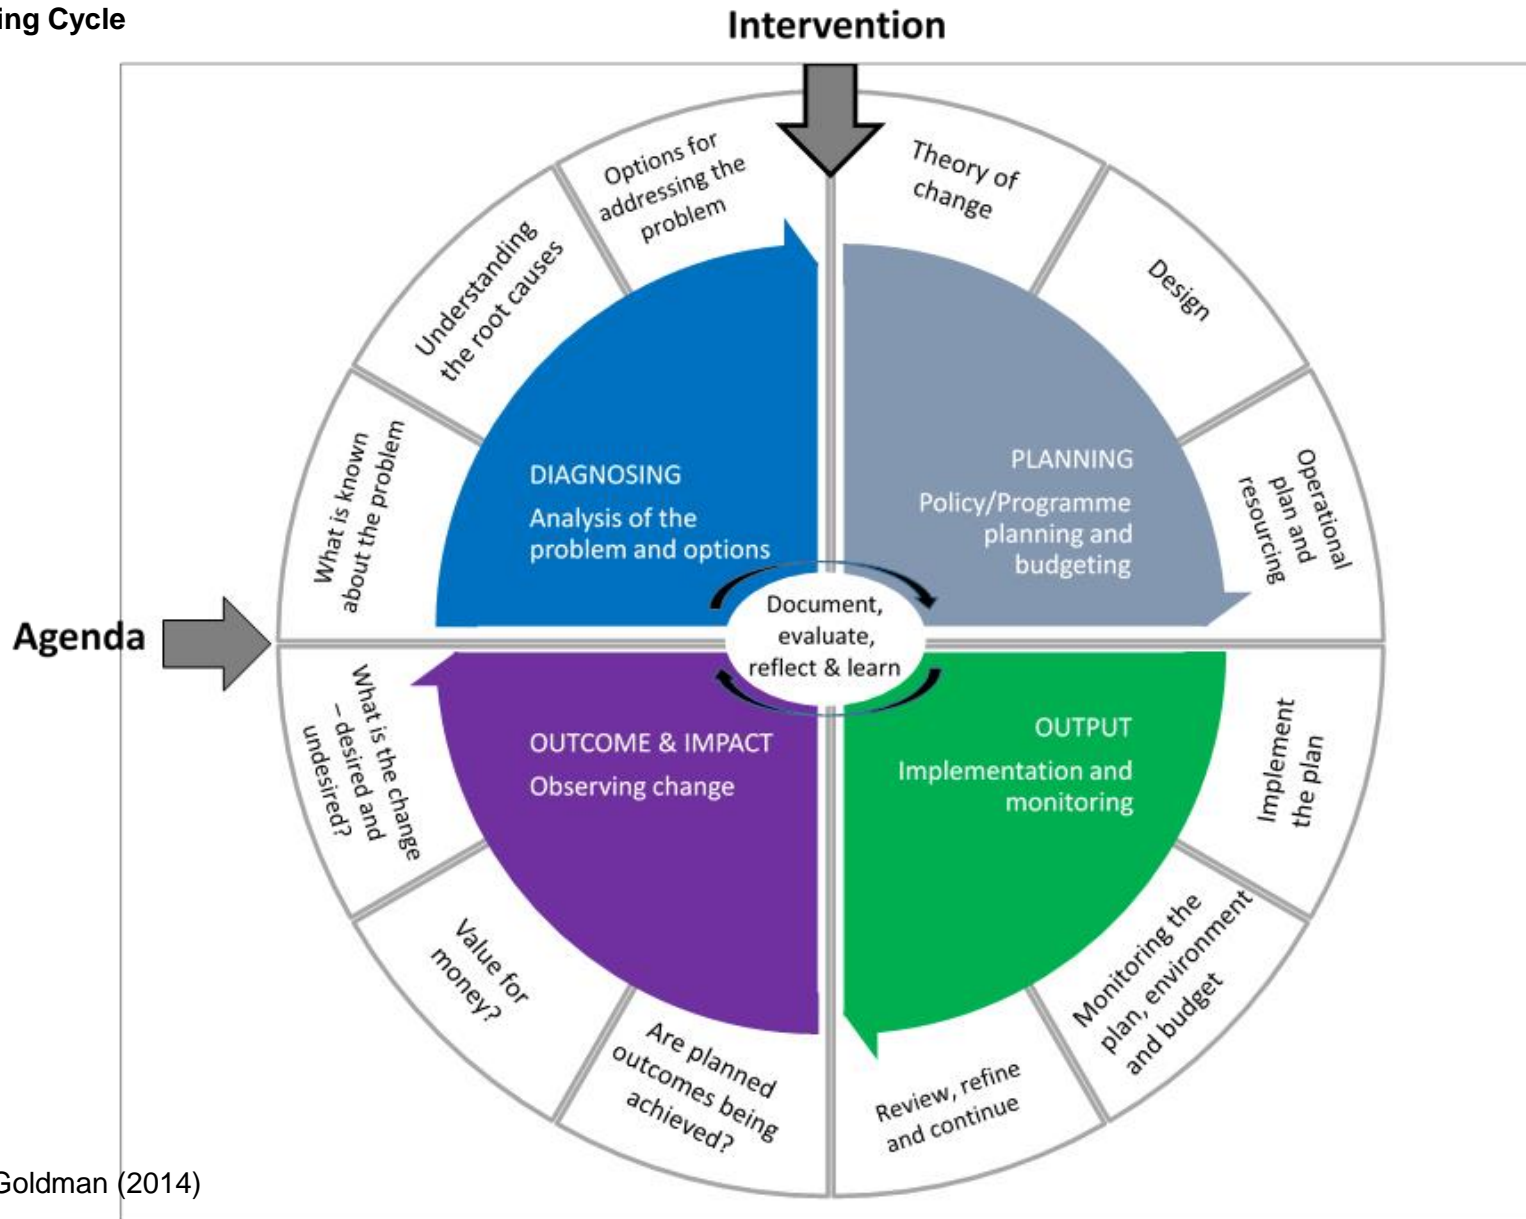 ing Cycle
Intervention
Options for
addressing the
problem
Theory of
change
Understanding
the root causes
Design
What is known
about the problem
Operational
plan and
resourcing
DIAGNOSING
Analysis of the
problem and options
PLANNING
Policy/Programme
planning and
budgeting
Agenda
Document,
evaluate,
reflect & learn
What is the change
– desired and
undesired?
OUTCOME & IMPACT
Observing change
OUTPUT
Implementation and
monitoring
Implement
the plan
Value for
money?
Monitoring the
plan, environment
and budget
Are planned
outcomes being
achieved?
Review, refine
and continue
Goldman (2014)